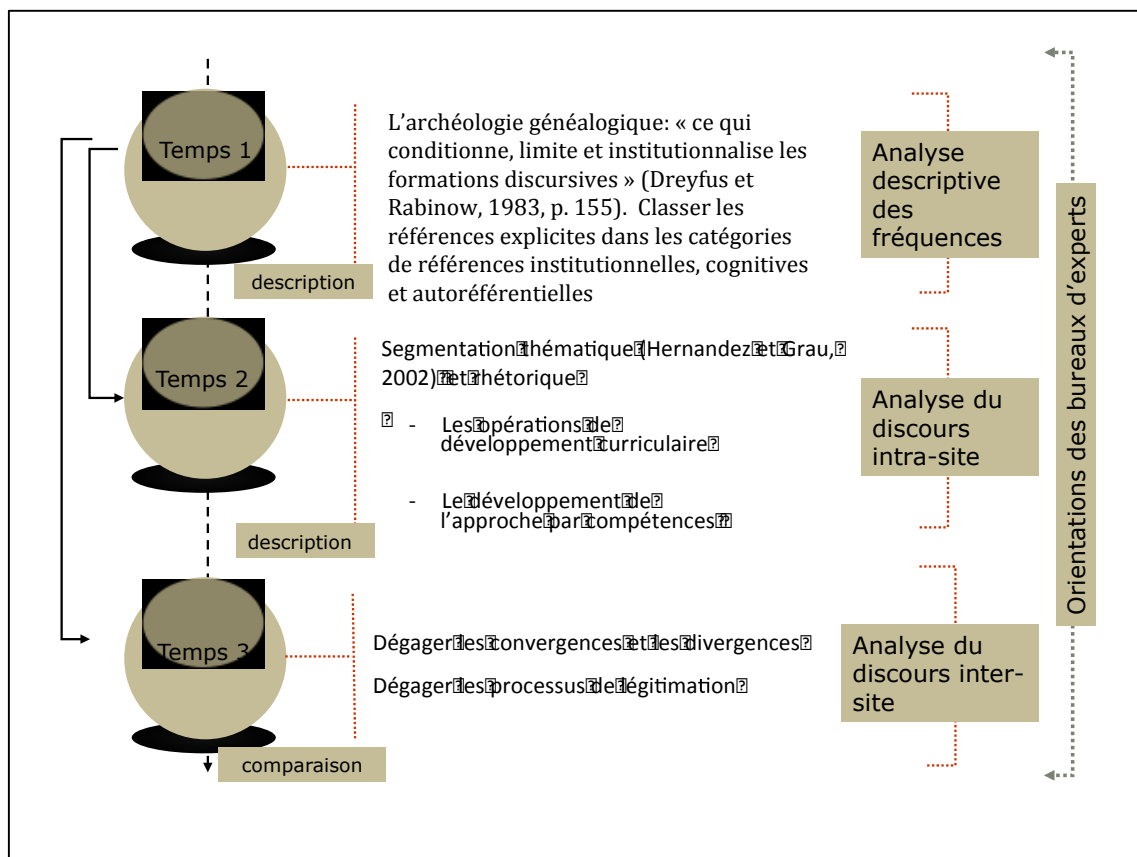 Temps 1
L’archéologie généalogique: « ce qui
conditionne, limite et institutionnalise les
formations discursives » (Dreyfus et
Rabinow, 1983, p. 155). Classer les
références explicites dans les catégories
de références institutionnelles, cognitives
et autoréférentielles
description
Analyse
descriptive
des
fréquences
Temps 2
Segmentation thématique (Hernandez et Grau,
2002) et rhétorique
- Les opérations de
développement curriculaire
- Le développement de
l’approche par compétences
description
Analyse du
discours
intra-site
Temps 3
Dégager les convergences et les divergences
Dégager les processus de légitimation
comparaison
Analyse du
discours inter-
site
Orientations des bureaux d’experts